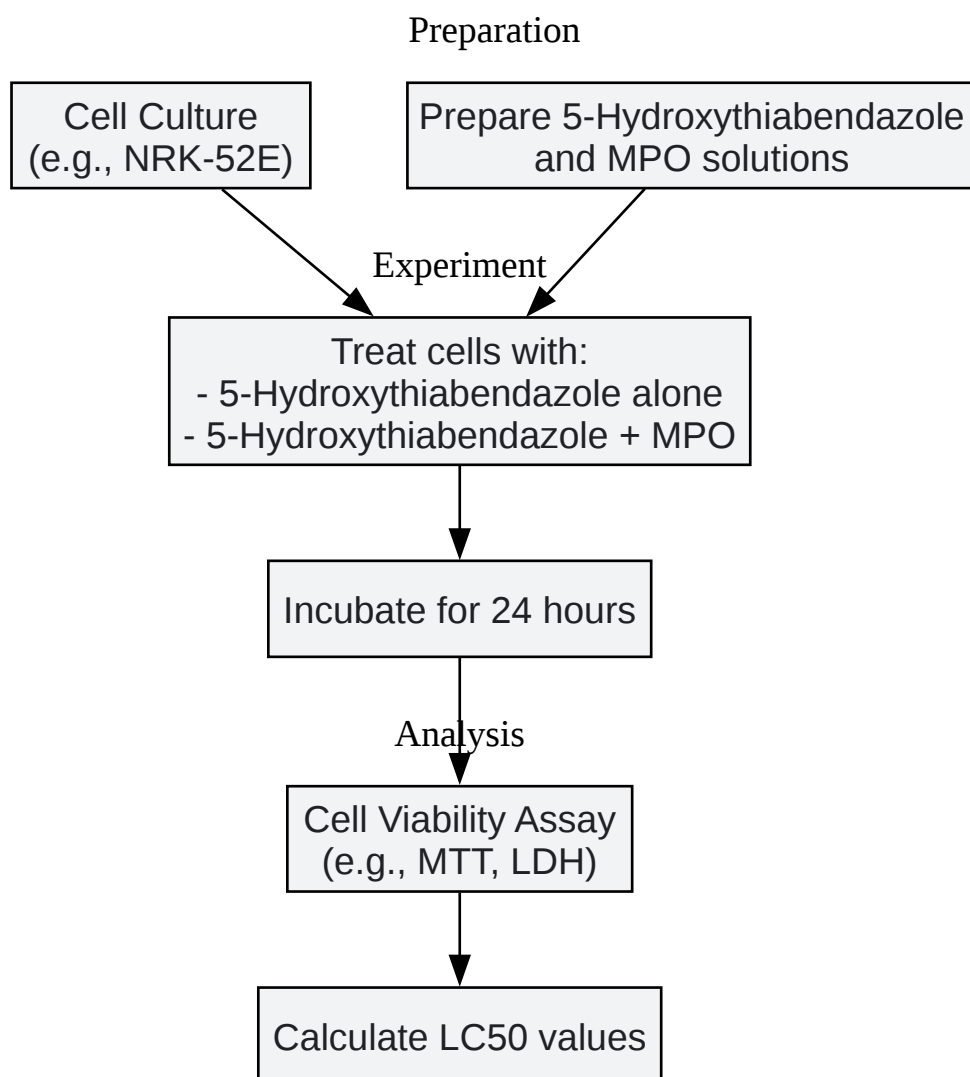 Preparation
Cell Culture
(e.g., NRK-52E)
Prepare 5-Hydroxythiabendazole
and MPO solutions
Experiment
Treat cells with:
- 5-Hydroxythiabendazole alone
- 5-Hydroxythiabendazole + MPO
Incubate for 24 hours
Analysis
Cell Viability Assay
(e.g., MTT, LDH)
Calculate LC50 values